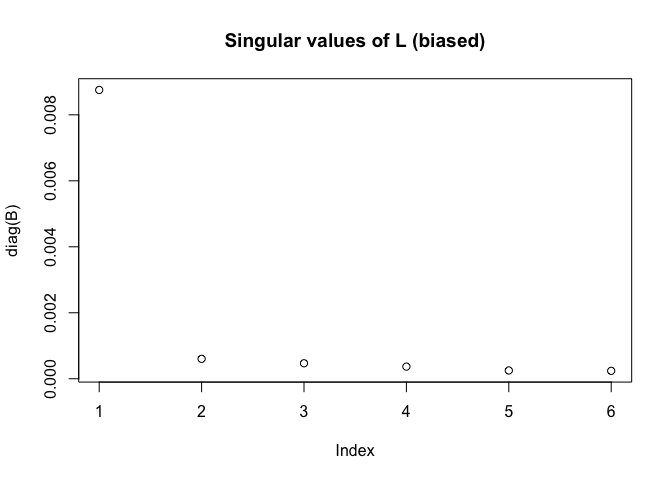 Singular values of L (biased)
diag(B)
0.008
0.006
0.004
0.002
0.000
1 2 3 4 5 6
Index